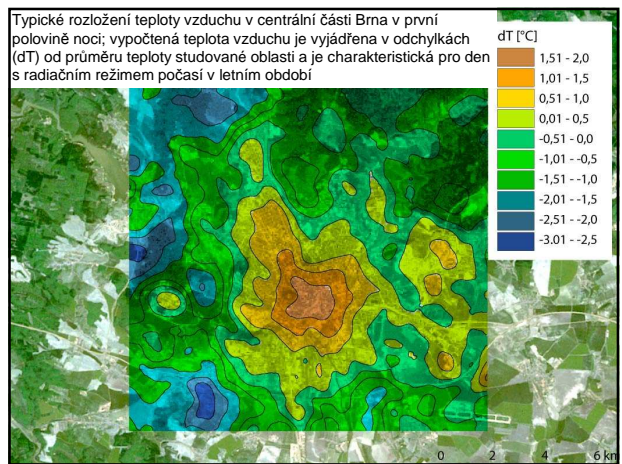 Typické rozložení teploty vzduchu v centrální části Brna v první
polovině noci; vypočtená teplota vzduchu je vyjádřena v odchylkách
(dT) od průměru teploty studované oblasti a je charakteristická pro den
s radiačním režimem počasí v letním období
dT [°C]
1,51 - 2,0
1,01 - 1,5
0,51 - 1,0
0,01 - 0,5
-0,51 - 0,0
-1,01 - -0,5
-1,51 - -1,0
-2,01 - -1,5
-2,51 - -2,0
-3.01 - -2,5
0 2 4 6 km